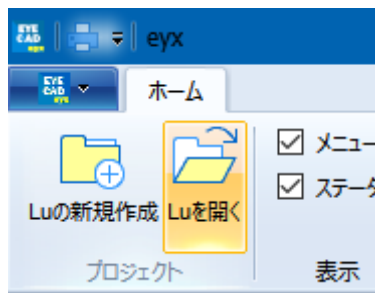 EYE CAD eyx eyx
EYE CAD eyx ホーム
Luの新規作成 Luを開く
メニュー
ステータ
プロジェクト 表示